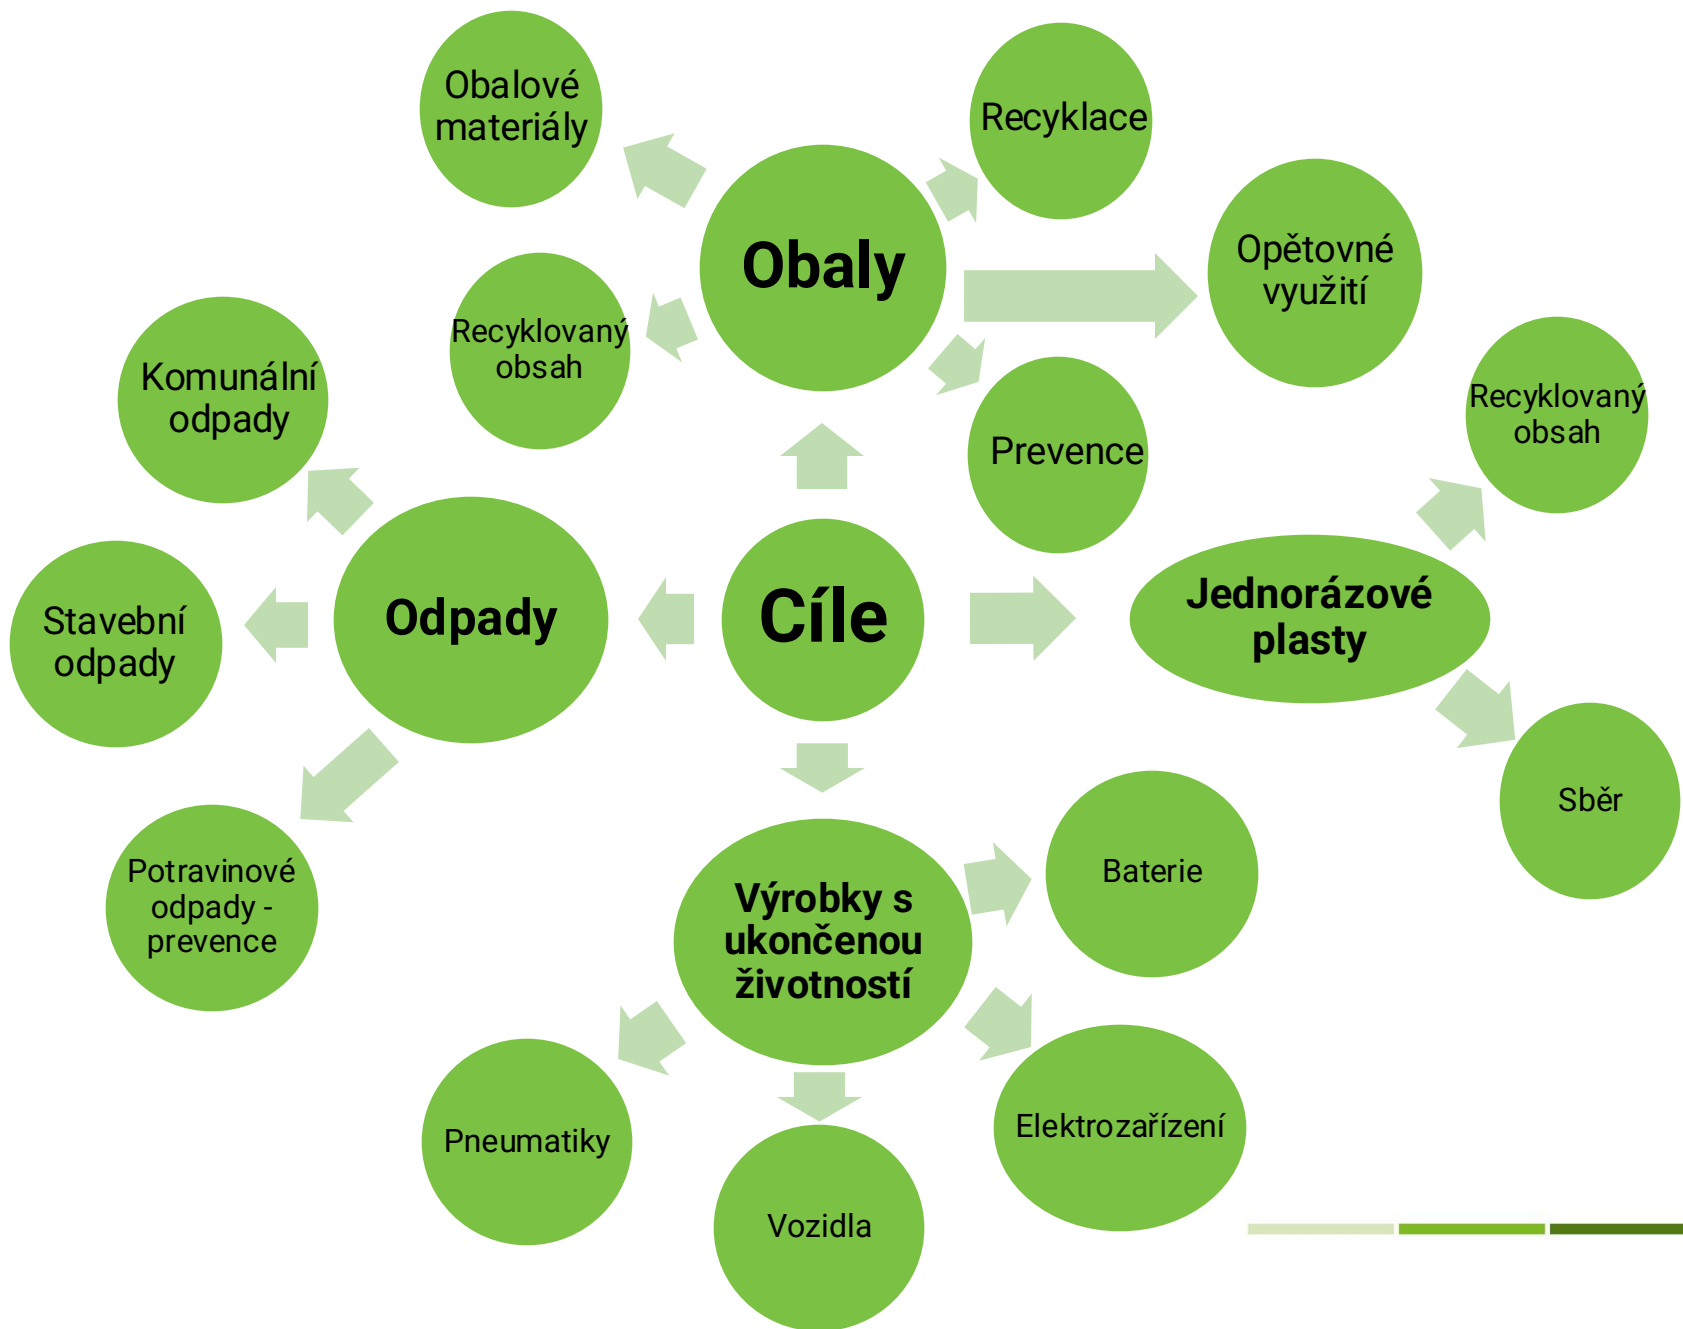 Obalové
materiály
Recyklace
Obaly
Opětovné
využití
Recyklovaný
obsah
Prevence
Komunální
odpady
Recyklovaný
obsah
Stavební
odpady
Odpady
Cíle
Jednorázové
plasty
Sběr
Potravinové
odpady -
prevence
Výrobky s
ukončenou
životností
Baterie
Pneumatiky
Vozidla
Elektrozařízení